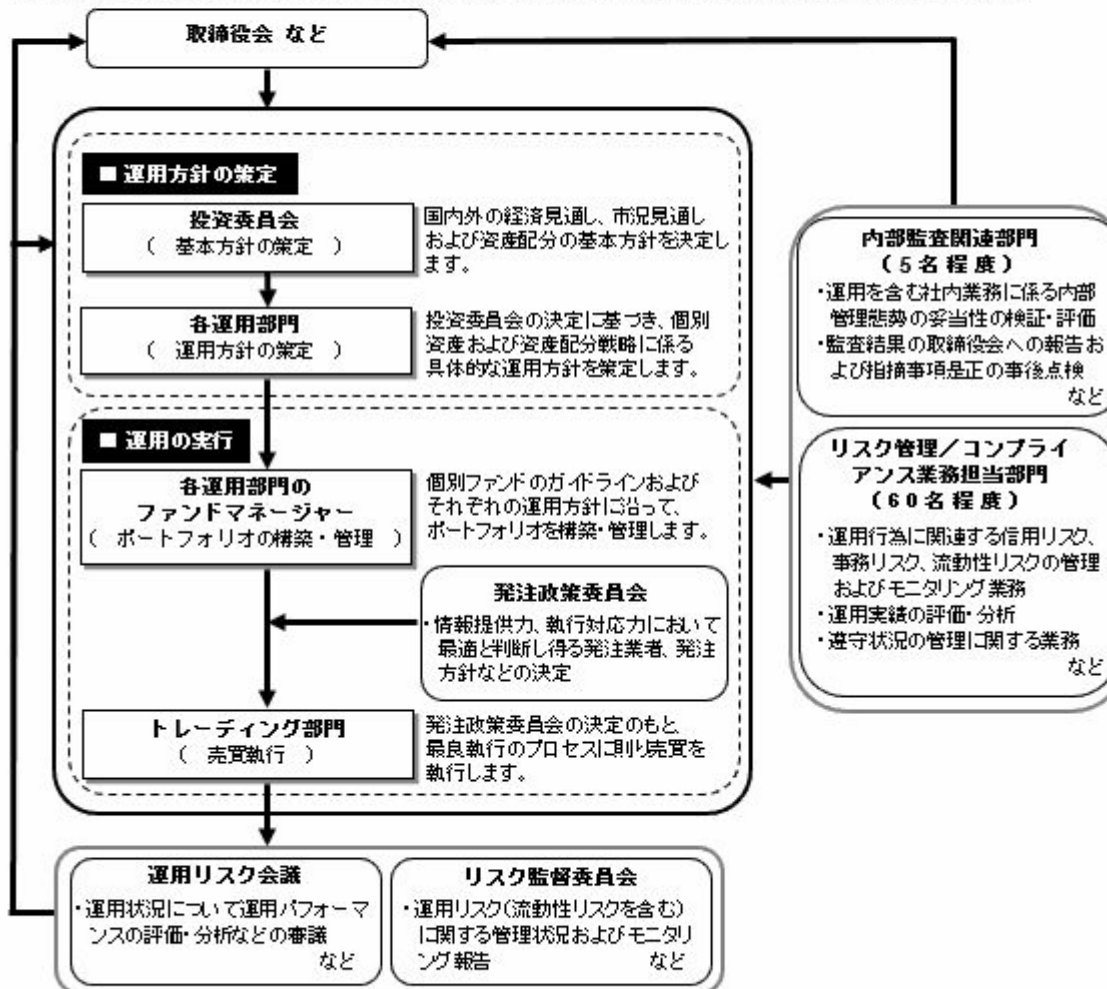 取締役会 など
■ 運用方針の策定
投資委員会
( 基本方針の策定 )
国内外の経済見通し、市況見通し
および資産配分の基本方針を決定し
ます。
各運用部門
( 運用方針の策定 )
投資委員会の決定に基づき、個別
資産および資産配分戦略に係る
具体的な運用方針を策定します。
■ 運用の実行
各運用部門の
ファンドマネージャー
( ポートフォリオの構築・管理 )
個別ファンドのガイドラインおよび
それぞれの運用方針に沿って、
ポートフォリオを構築・管理します。
発注政策委員会
・情報提供力、執行対応力において
最適と判断し得る発注業者、発注
方針などの決定
トレーディング部門
( 売買執行 )
発注政策委員会の決定のもと、
最良執行のプロセスに則り売買を
執行します。
内部監査関連部門
(5名程度)
・運用を含む社内業務に係る内部
管理態勢の妥当性の検証・評価
・監査結果の取締役会への報告お
よび指摘事項是正の事後点検
など
リスク管理/コンプライ
アンス業務担当部門
(60名程度)
・運用行為に関連する信用リスク、
事務リスク、流動性リスクの管理
およびモニタリング業務
・運用実績の評価・分析
・遵守状況の管理に関する業務
など
運用リスク会議
・運用状況について運用パフォーマ
ンスの評価・分析などの審議
など
リスク監督委員会
・運用リスク(流動性リスクを含む)
に関する管理状況およびモニタリ
ング報告 など